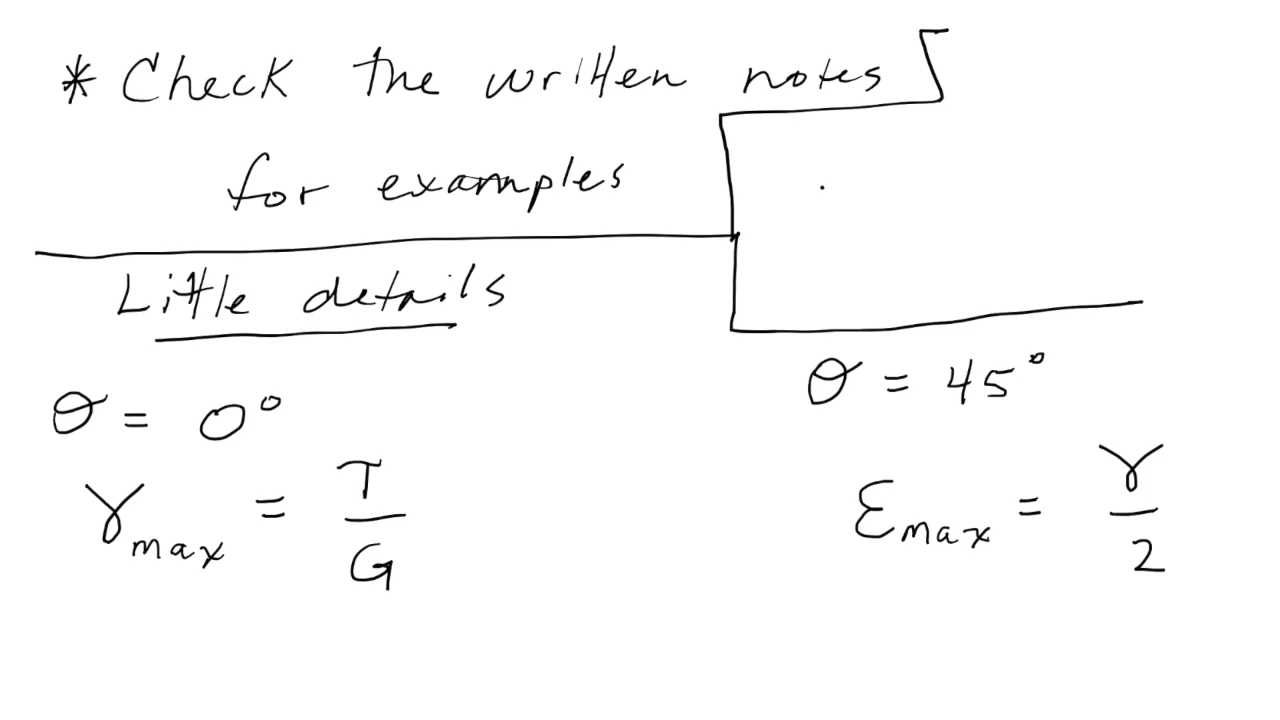 * Check the written notes
for examples
Little details
θ = 0°
γmax = τ/G
θ = 45°
εmax = γ/2